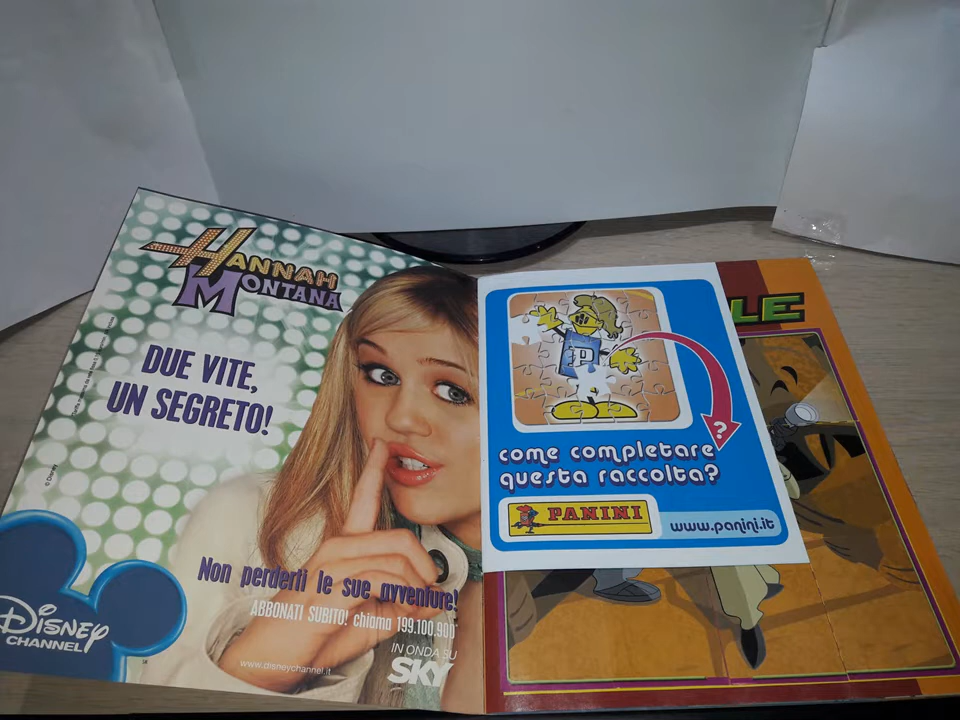 HANNAH
MONTANA
DUE VITE,
UN SEGRETO!
© Disney
Non perderti le sue avventure!
ABBONATI SUBITO! chiama 199.100.900*
IN ONDA SU
SKY
www.disneychannel.it
DISNEY
CHANNEL
LE
P
?
come completare
questa raccolta?
PANINI
www.panini.it